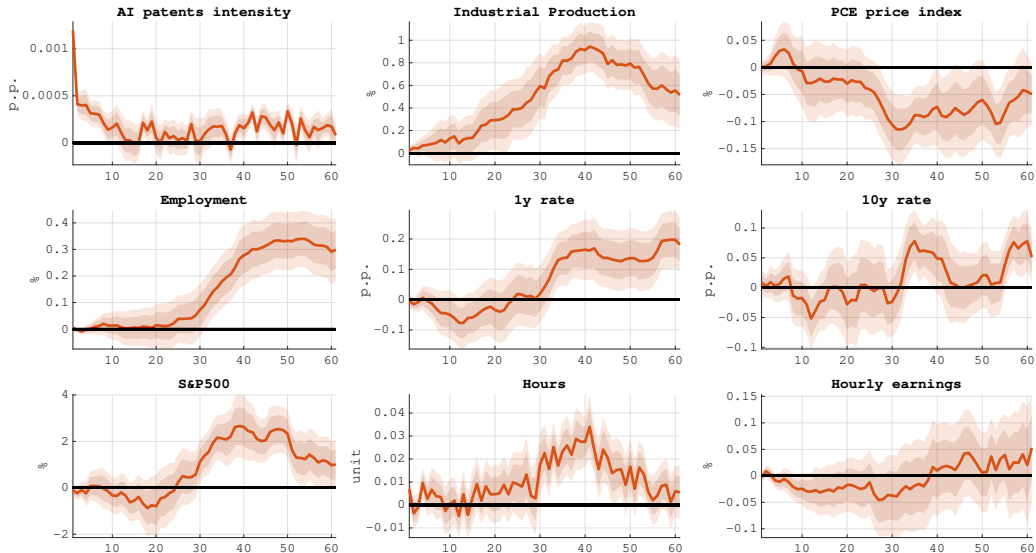 AI patents intensity
p.p.
0.001
0.0005
0
10 20 30 40 50 60
Industrial Production
%
1
0.8
0.6
0.4
0.2
0
10 20 30 40 50 60
PCE price index
%
0.05
0
-0.05
-0.1
-0.15
10 20 30 40 50 60
Employment
%
0.4
0.3
0.2
0.1
0
10 20 30 40 50 60
1y rate
p.p.
0.2
0.1
0
-0.1
10 20 30 40 50 60
10y rate
p.p.
0.1
0.05
0
-0.05
-0.1
10 20 30 40 50 60
S&P500
%
4
2
0
-2
10 20 30 40 50 60
Hours
unit
0.04
0.03
0.02
0.01
0
-0.01
10 20 30 40 50 60
Hourly earnings
%
0.15
0.1
0.05
0
-0.05
-0.1
10 20 30 40 50 60